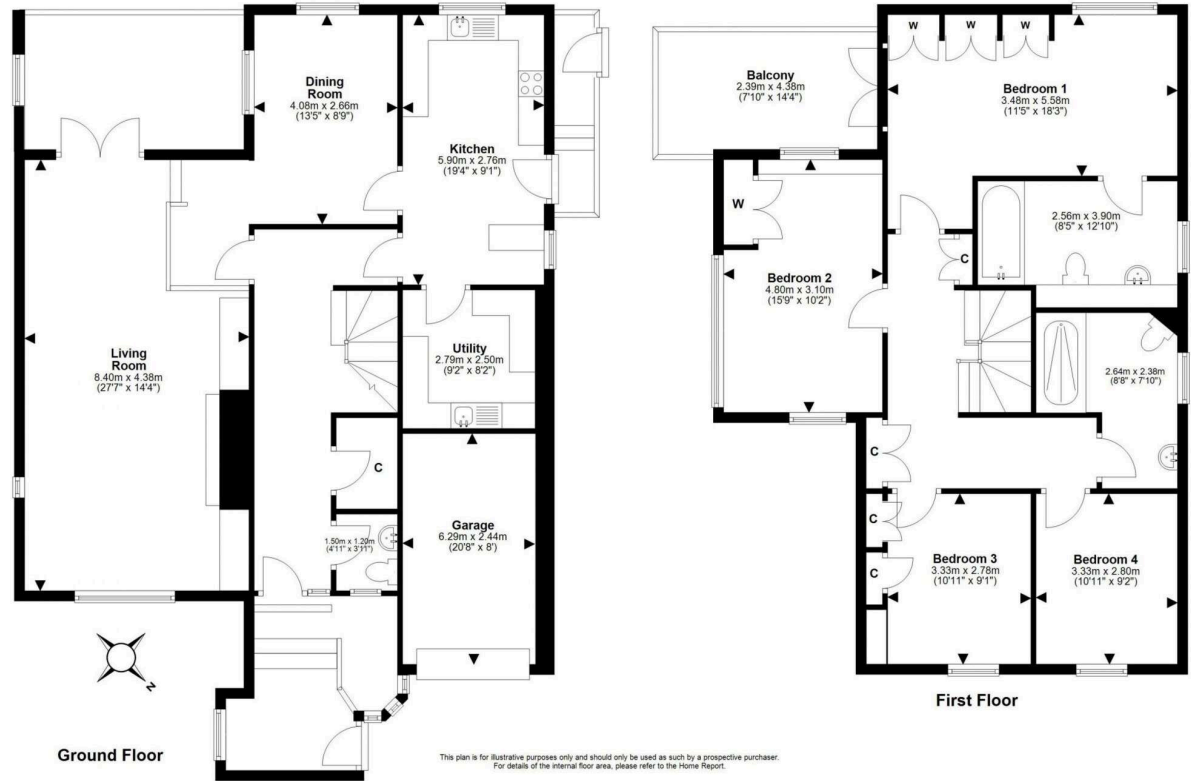 Dining
Room
4.08m x 2.66m
(13'5" x 8'9")
Kitchen
5.90m x 2.76m
(19'4" x 9'1")
Living
Room
8.40m x 4.38m
(27'7" x 14'4")
Utility
2.79m x 2.50m
(9'2" x 8'2")
C
1.50m x 1.20m
(4'11" x 3'11")
Garage
6.29m x 2.44m
(20'8" x 8')
N
Ground Floor
W
W
W
Balcony
2.39m x 4.38m
(7'10" x 14'4")
Bedroom 1
3.48m x 5.58m
(11'5" x 18'3")
W
2.56m x 3.90m
(8'5" x 12'10")
C
Bedroom 2
4.80m x 3.10m
(15'9" x 10'2")
2.64m x 2.38m
(8'8" x 7'10")
C
C
C
Bedroom 3
3.33m x 2.78m
(10'11" x 9'1")
Bedroom 4
3.33m x 2.80m
(10'11" x 9'2")
First Floor
This plan is for illustrative purposes only and should only be used as such by a prospective purchaser.
For details of the internal floor area, please refer to the Home Report.